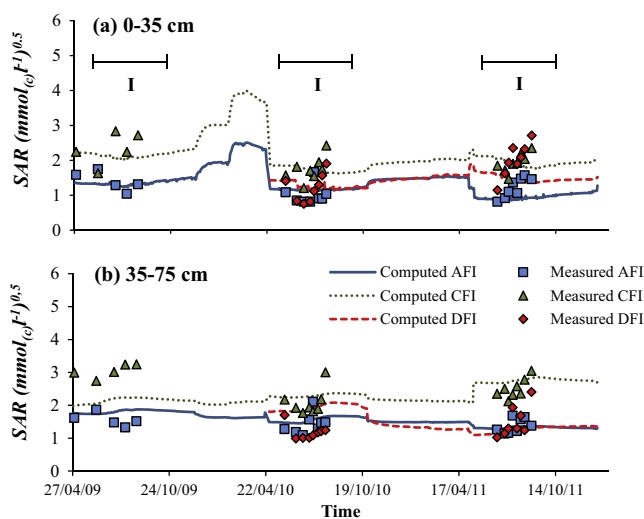 (a) 0-35 cm
6
5
4
3
2
1
0
SAR (mmol(c)l-1)0.5
I I I
(b) 35-75 cm
6
5
4
3
2
1
0
SAR (mmol(c)l-1)0,5
Computed AFI Measured AFI
Computed CFI Measured CFI
Computed DFI Measured DFI
27/04/09 24/10/09 22/04/10 19/10/10 17/04/11 14/10/11
Time